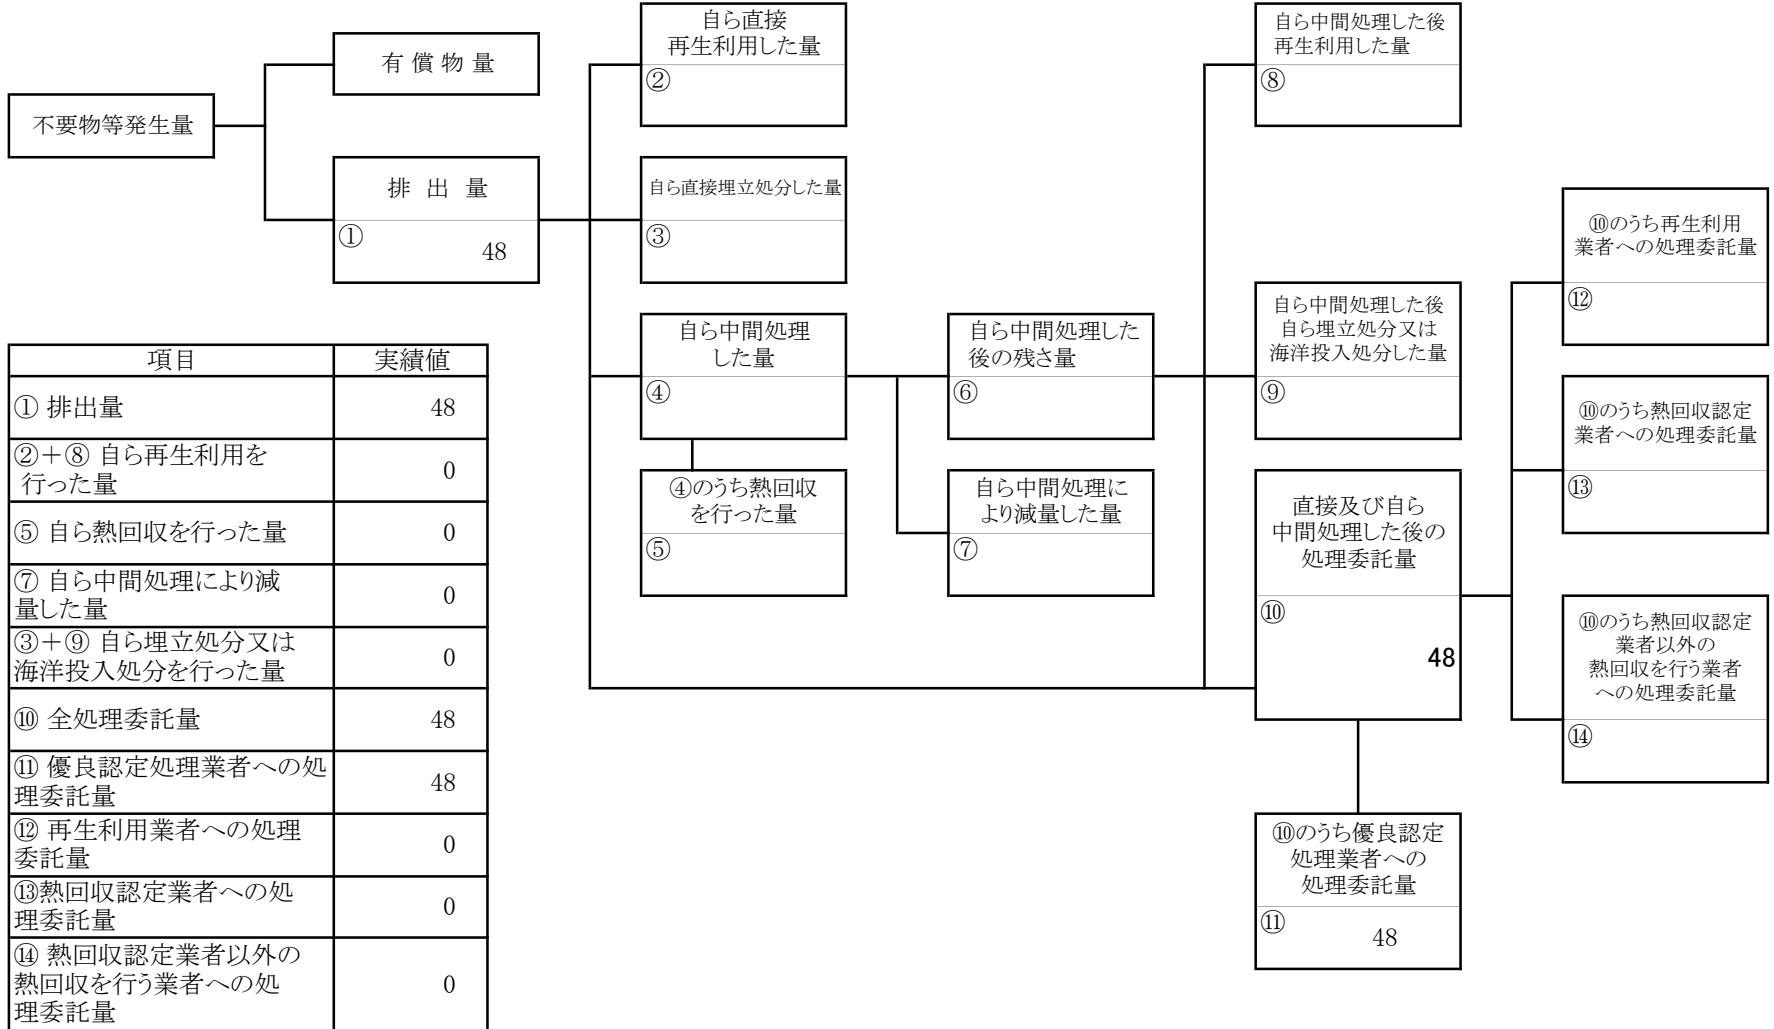 自ら直接
再生利用した量
②
自ら中間処理した後
再生利用した量
⑧
有 償 物 量
不要物等発生量
排 出 量
①
48
自ら直接埋立処分した量
③
⑩のうち再生利用
業者への処理委託量
⑫
自ら中間処理
した量
④
自ら中間処理した
後の残さ量
⑥
自ら中間処理した後
自ら埋立処分又は
海洋投入処分した量
⑨
⑩のうち熱回収認定
業者への処理委託量
⑬
④のうち熱回収
を行った量
⑤
自ら中間処理に
より減量した量
⑦
直接及び自ら
中間処理した後の
処理委託量
⑩
48
⑩のうち熱回収認定
業者以外の
熱回収を行う業者
への処理委託量
⑭
⑩のうち優良認定
処理業者への
処理委託量
⑪
48
項目 実績値
① 排出量 48
②+⑧ 自ら再生利用を
行った量 0
⑤ 自ら熱回収を行った量 0
⑦ 自ら中間処理により減
量した量 0
③+⑨ 自ら埋立処分又は
海洋投入処分を行った量 0
⑩ 全処理委託量 48
⑪ 優良認定処理業者への処
理委託量 48
⑫ 再生利用業者への処理
委託量 0
⑬熱回収認定業者への処
理委託量 0
⑭ 熱回収認定業者以外の
熱回収を行う業者への処 0
理委託量